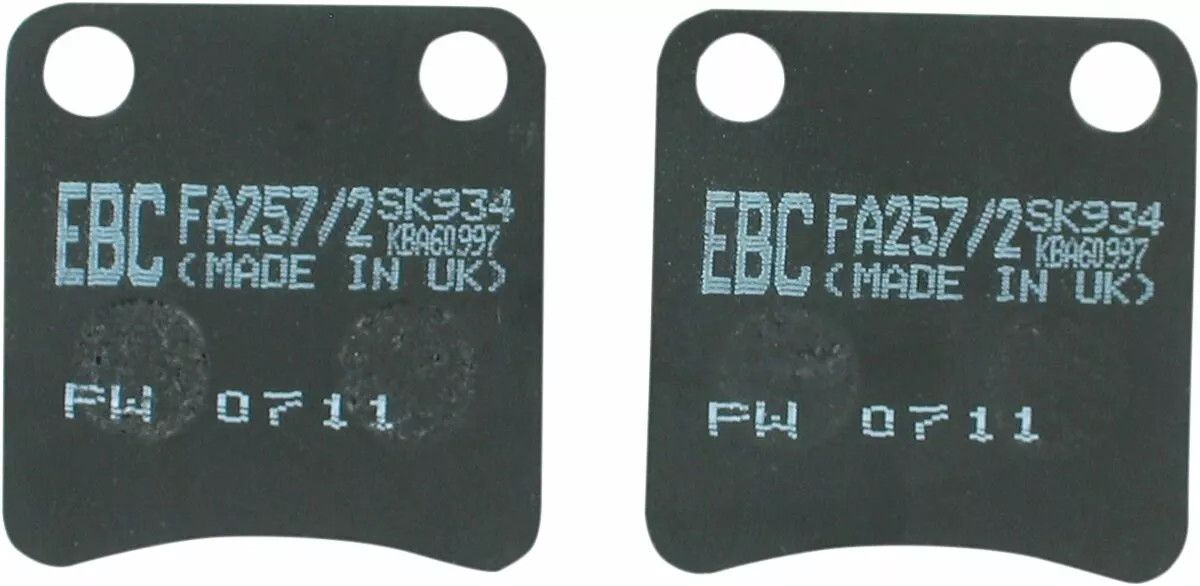 EBC FA257/2 SK934
KBA60997
(MADE IN UK)
PW 0711
EBC FA257/2 SK934
KBA60997
(MADE IN UK)
PW 0711